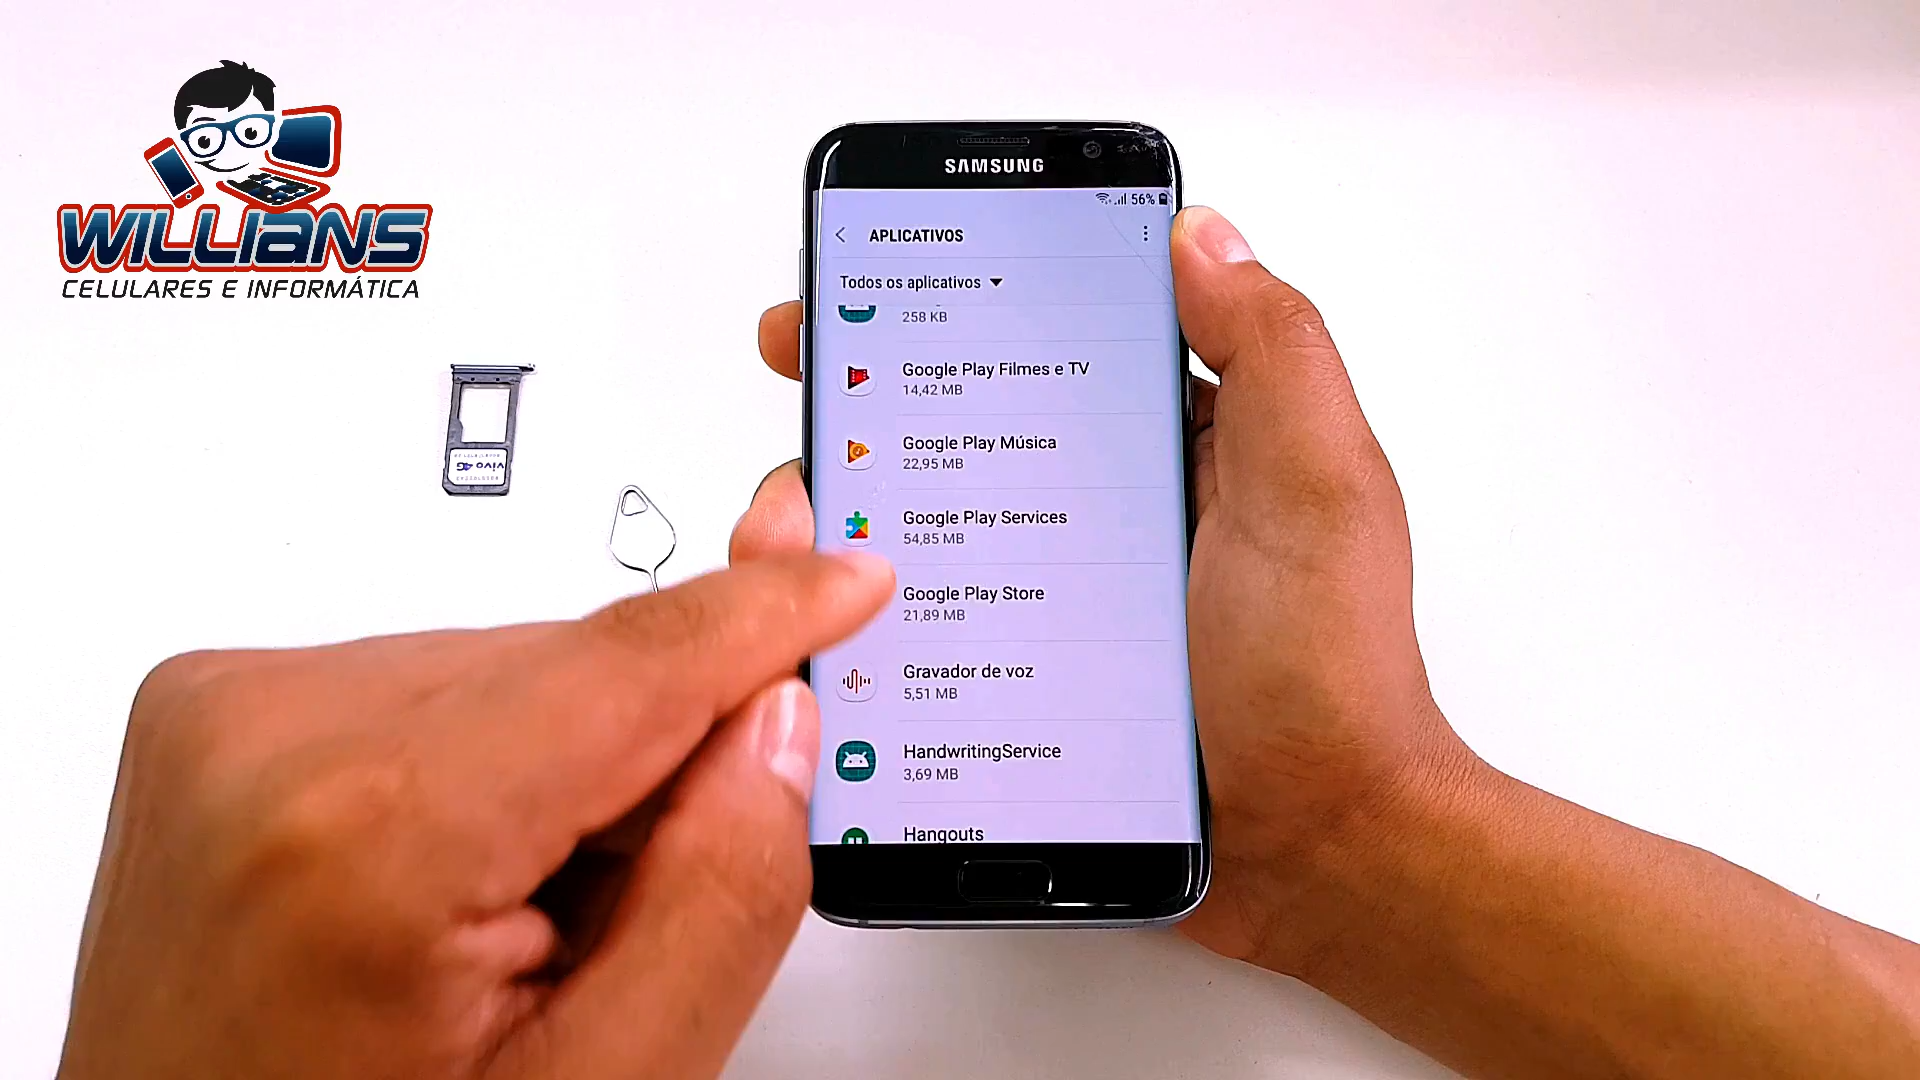 WILLIANS
CELULARES E INFORMÁTICA
SAMSUNG
56%
APLICATIVOS
Todos os aplicativos
258 KB
Google Play Filmes e TV
14,42 MB
Google Play Música
22,95 MB
Google Play Services
54,85 MB
Google Play Store
21,89 MB
Gravador de voz
5,51 MB
HandwritingService
3,69 MB
Hangouts
vivo 4G